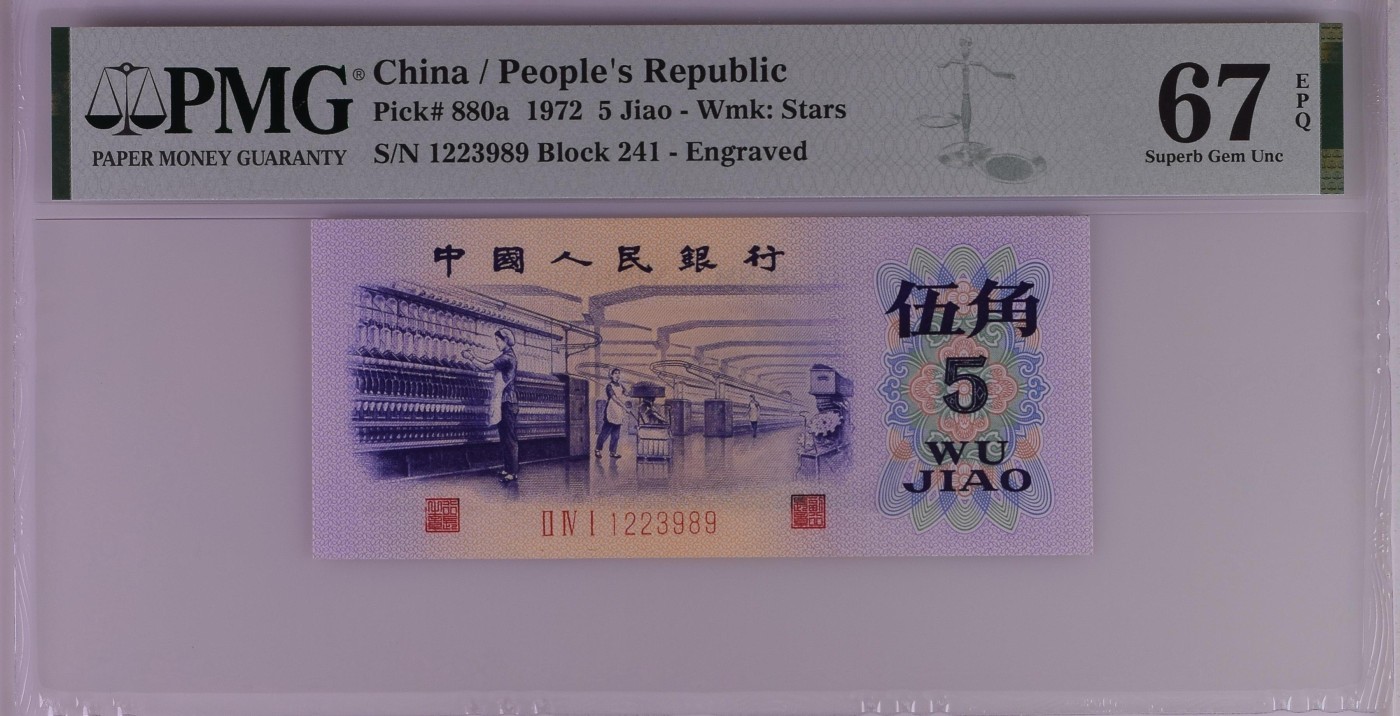 PMG®
PAPER MONEY GUARANTY
China / People's Republic
Pick# 880a 1972 5 Jiao - Wmk: Stars
S/N 1223989 Block 241 - Engraved
67
EPQ
Superb Gem Unc
中國人民銀行
伍角
5
WU
JIAO
II IV I 1223989